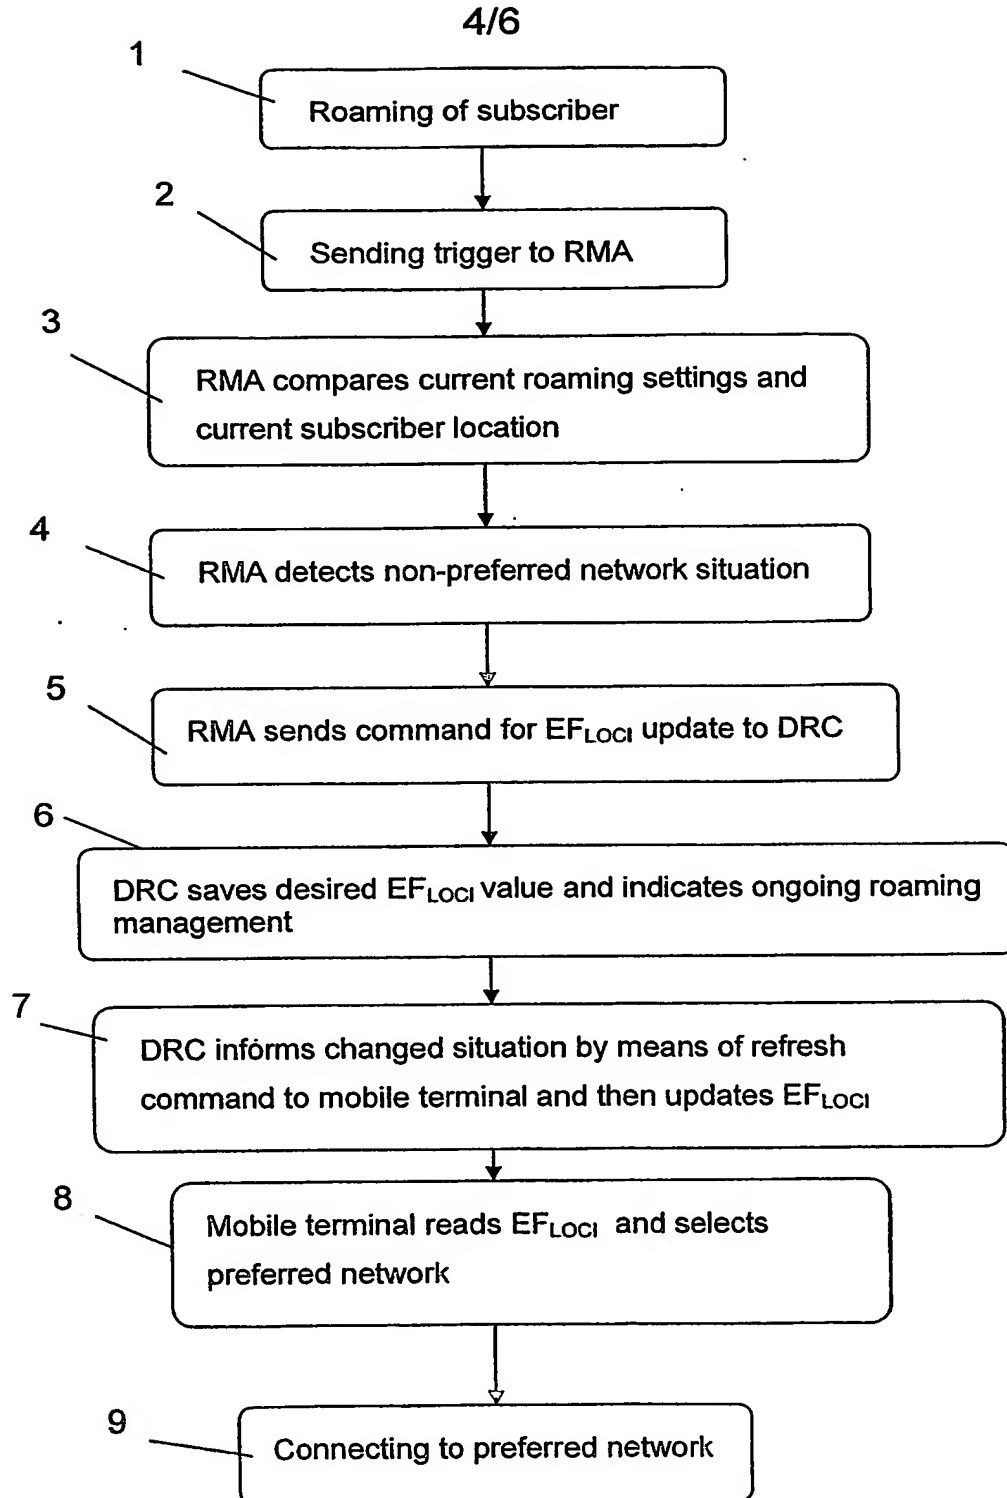 4/6
1
Roaming of subscriber
2
Sending trigger to RMA
3
RMA compares current roaming settings and
current subscriber location
4
RMA detects non-preferred network situation
5
RMA sends command for EFLOCI update to DRC
6
DRC saves desired EFLOCI value and indicates ongoing roaming
management
7
DRC informs changed situation by means of refresh
command to mobile terminal and then updates EFLOCI
8
Mobile terminal reads EFLOCI and selects
preferred network
9
Connecting to preferred network